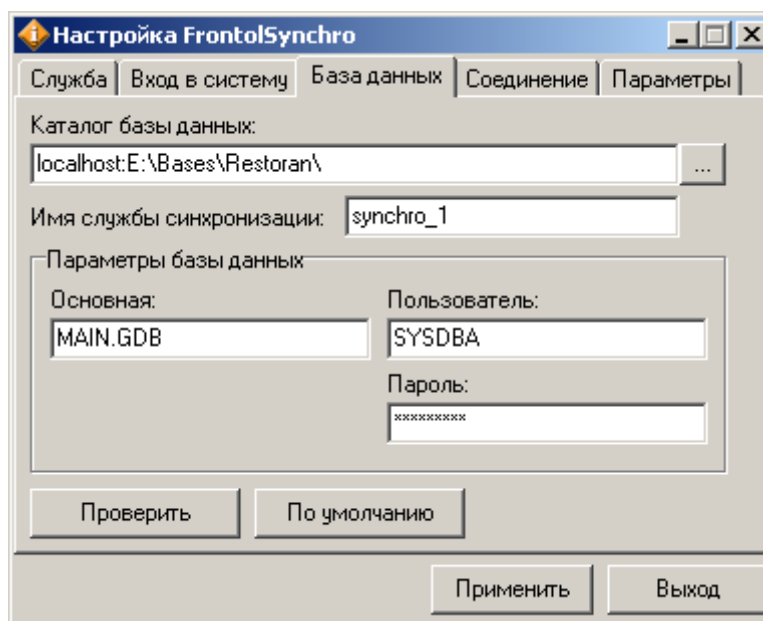 Настройка FrontolSynchro
Служба Вход в систему База данных Соединение Параметры
Каталог базы данных:
localhost:E:\Bases\Restoran\
...
Имя службы синхронизации: synchro_1
Параметры базы данных
Основная: Пользователь:
MAIN.GDB SYSDBA
Пароль:
*********
Проверить По умолчанию
Применить Выход